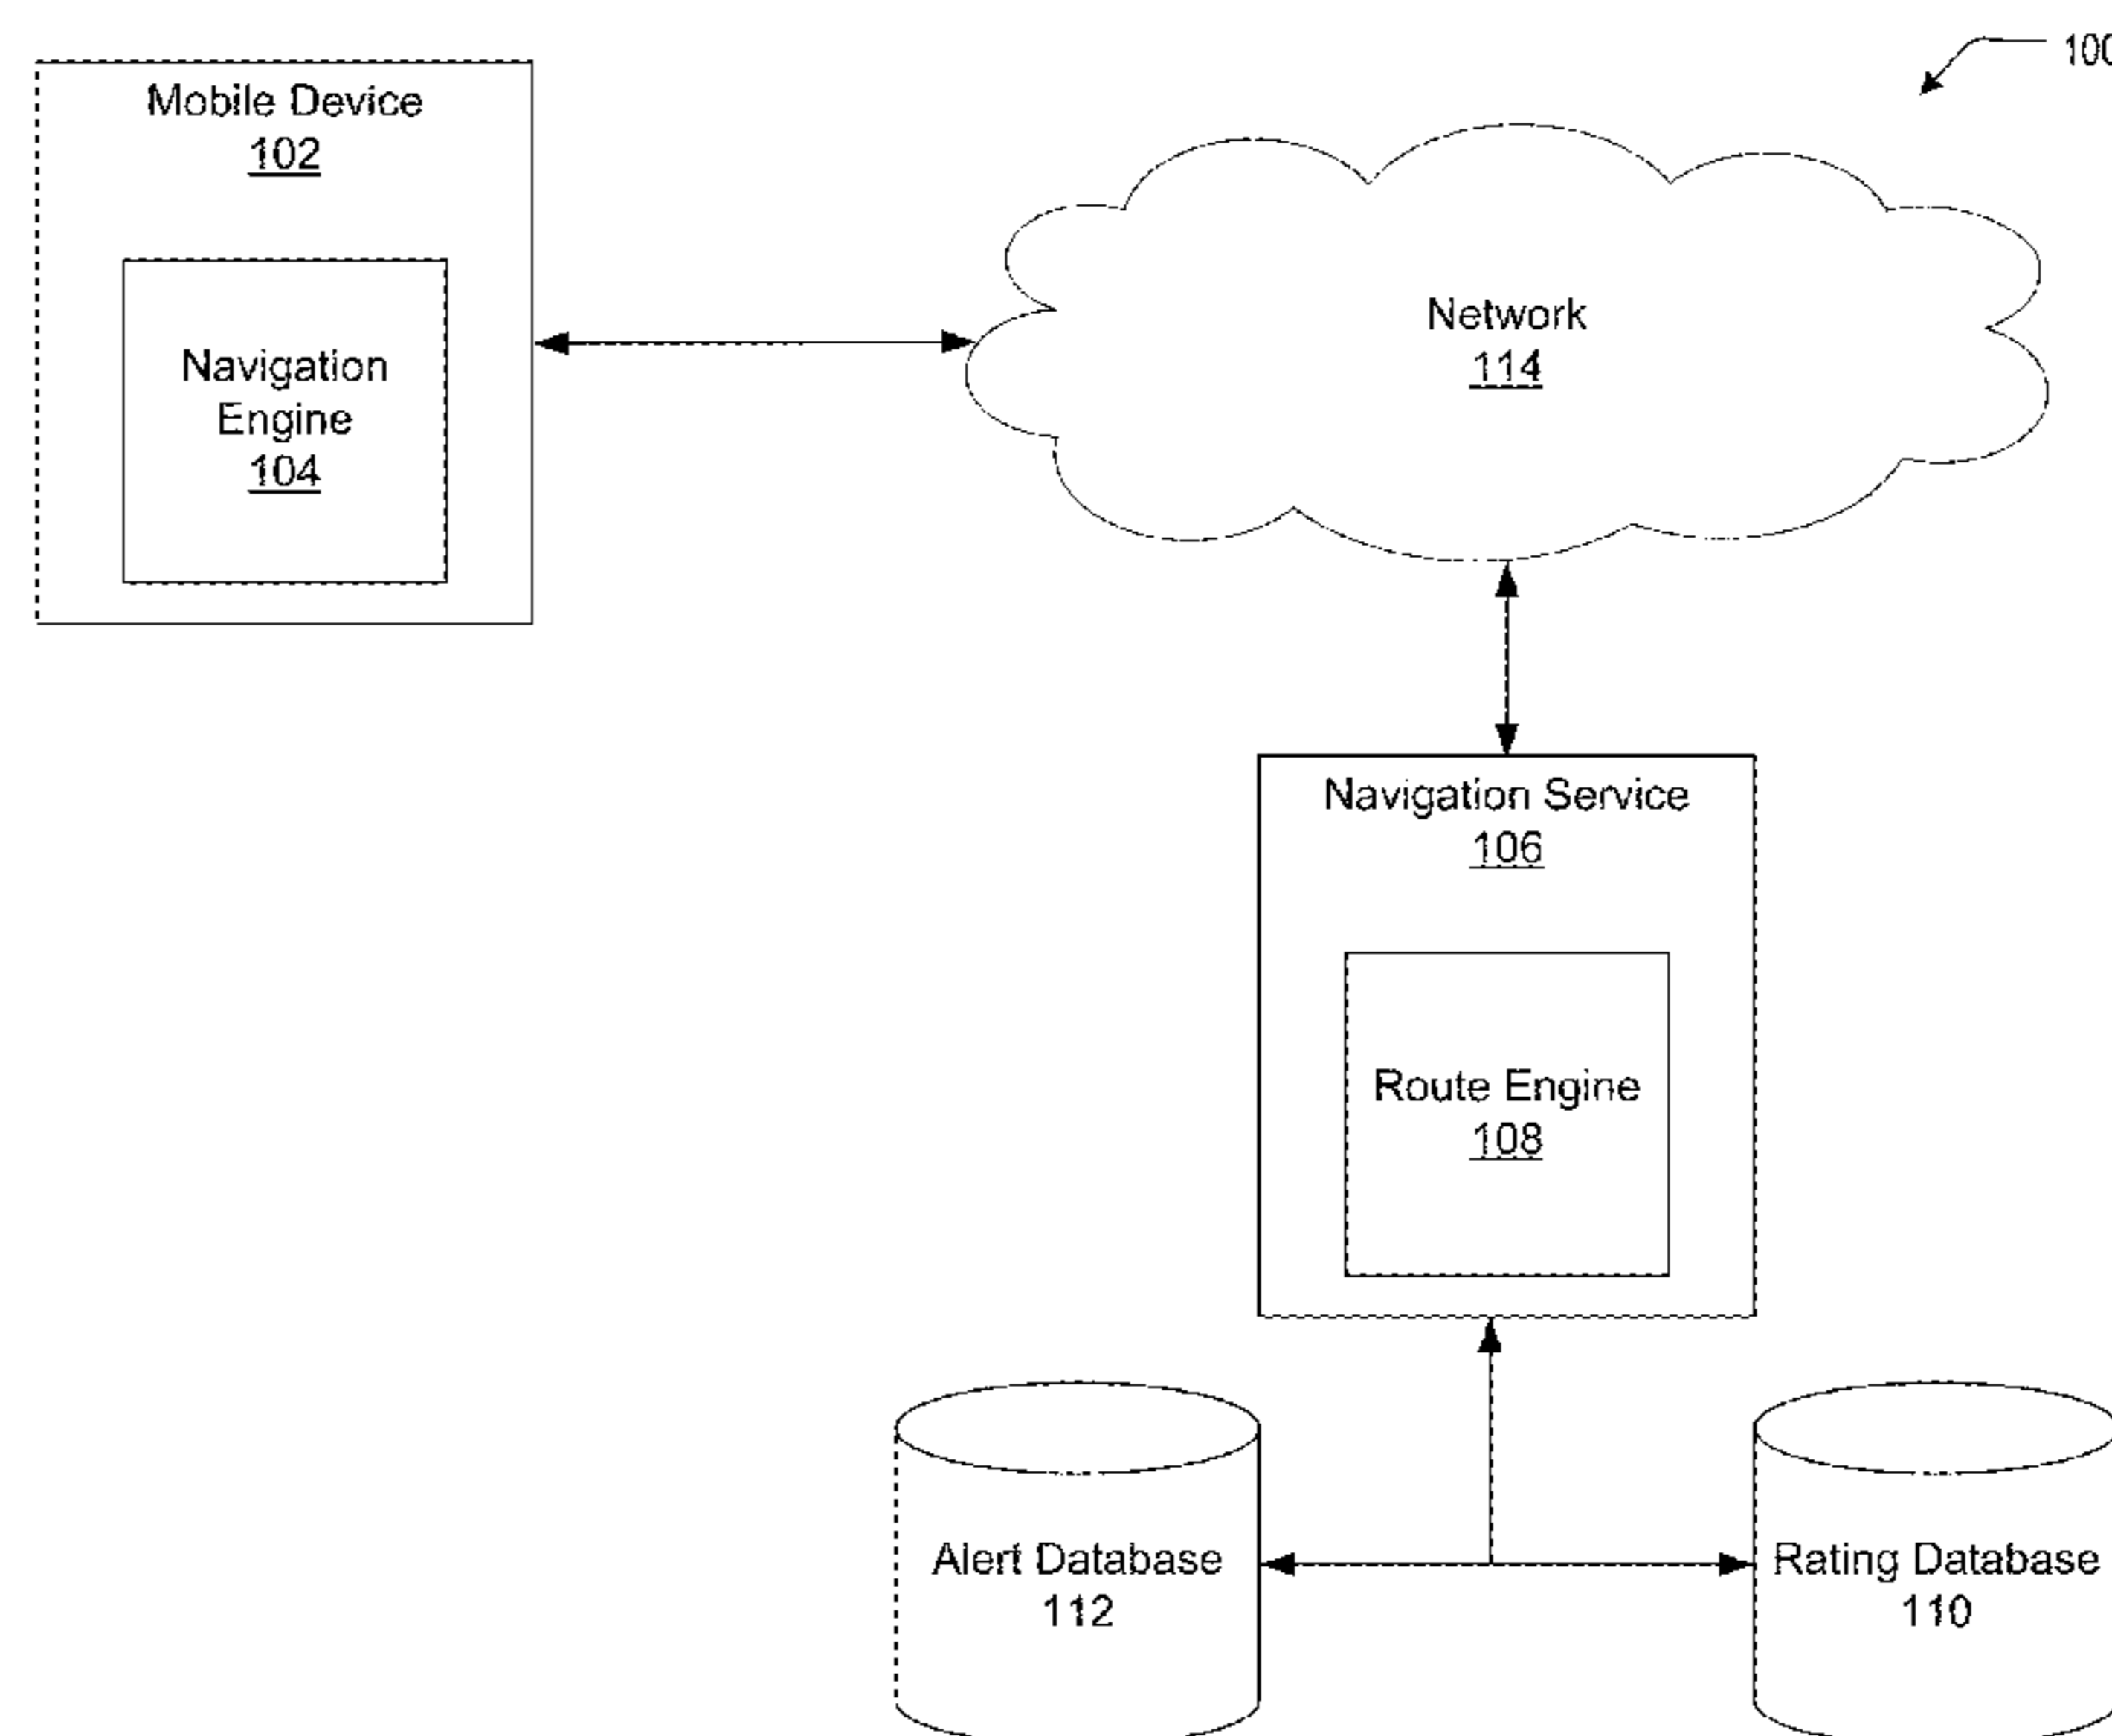 100
Mobile Device
102
Navigation
Engine
104
Network
114
Navigation Service
106
Route Engine
108
Alert Database
112
Rating Database
110